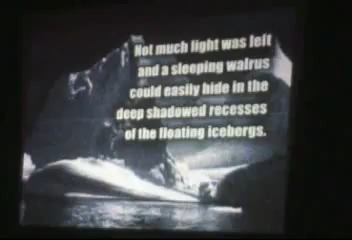 Not much light was left
and a sleeping walrus
could easily hide in the
deep shadowed recesses
of the floating icebergs.